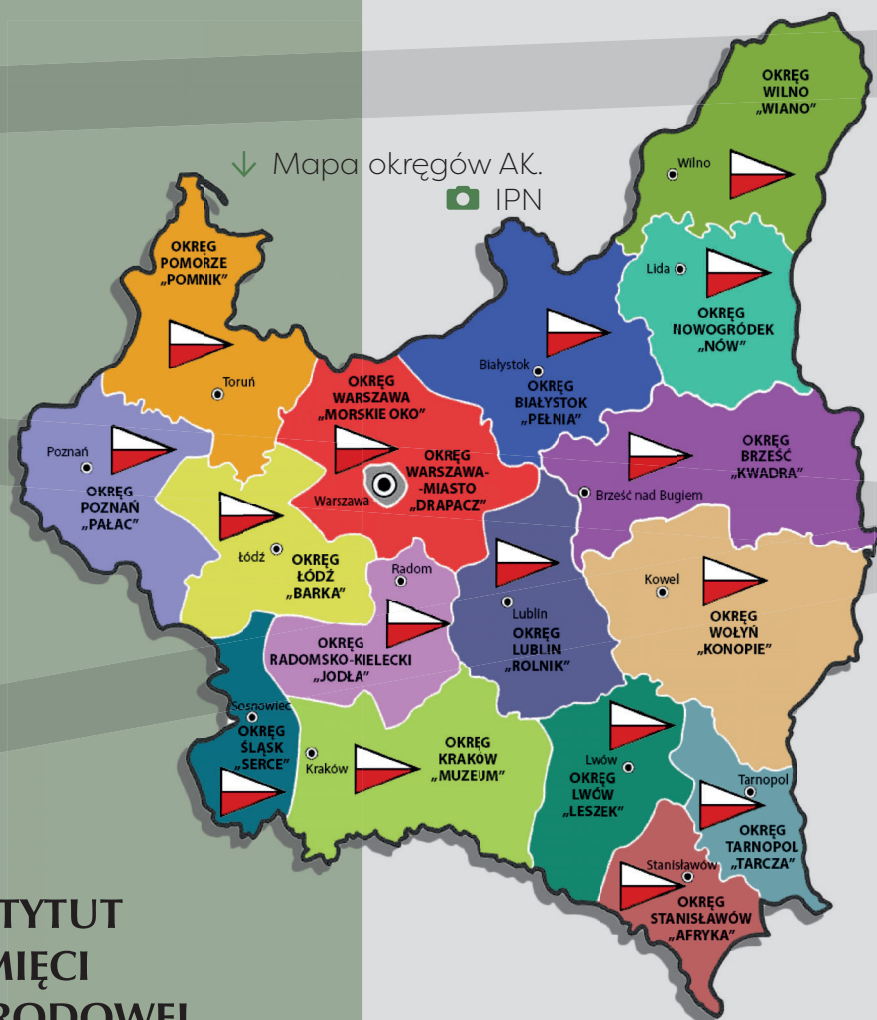 Mapa okręgów AK.
IPN
OKRĘG
WILNO
„WIANO”
Wilno
OKRĘG
POMORZE
„POMNIK”
Toruń
Lida
OKRĘG
NOWOGRÓDEK
„NÓW”
Białystok
OKRĘG
BIAŁYSTOK
„PEŁNIA”
OKRĘG
WARSZAWA
„MORSKIE OKO”
OKRĘG
WARSZAWA-
-MIASTO
„DRAPACZ”
Warszawa
Poznań
OKRĘG
POZNAŃ
„PAŁAC”
OKRĘG
BRZEŚĆ
„KWADRA”
Brześć nad Bugiem
Łódź
OKRĘG
ŁÓDŹ
„BARKA”
Radom
OKRĘG
RADOMSKO-KIELECKI
„JODŁA”
Lublin
OKRĘG
LUBLIN
„ROLNIK”
Kowel
OKRĘG
WOŁYŃ
„KONOPIE”
Sosnowiec
OKRĘG
ŚLĄSK
„SERCE”
Kraków
OKRĘG
KRAKÓW
„MUZEUM”
Lwów
OKRĘG
LWÓW
„LESZEK”
Tarnopol
OKRĘG
TARNOPOL
„TARCZA”
Stanisławów
OKRĘG
STANISŁAWÓW
„AFRYKA”
TYTUT
MIĘCI